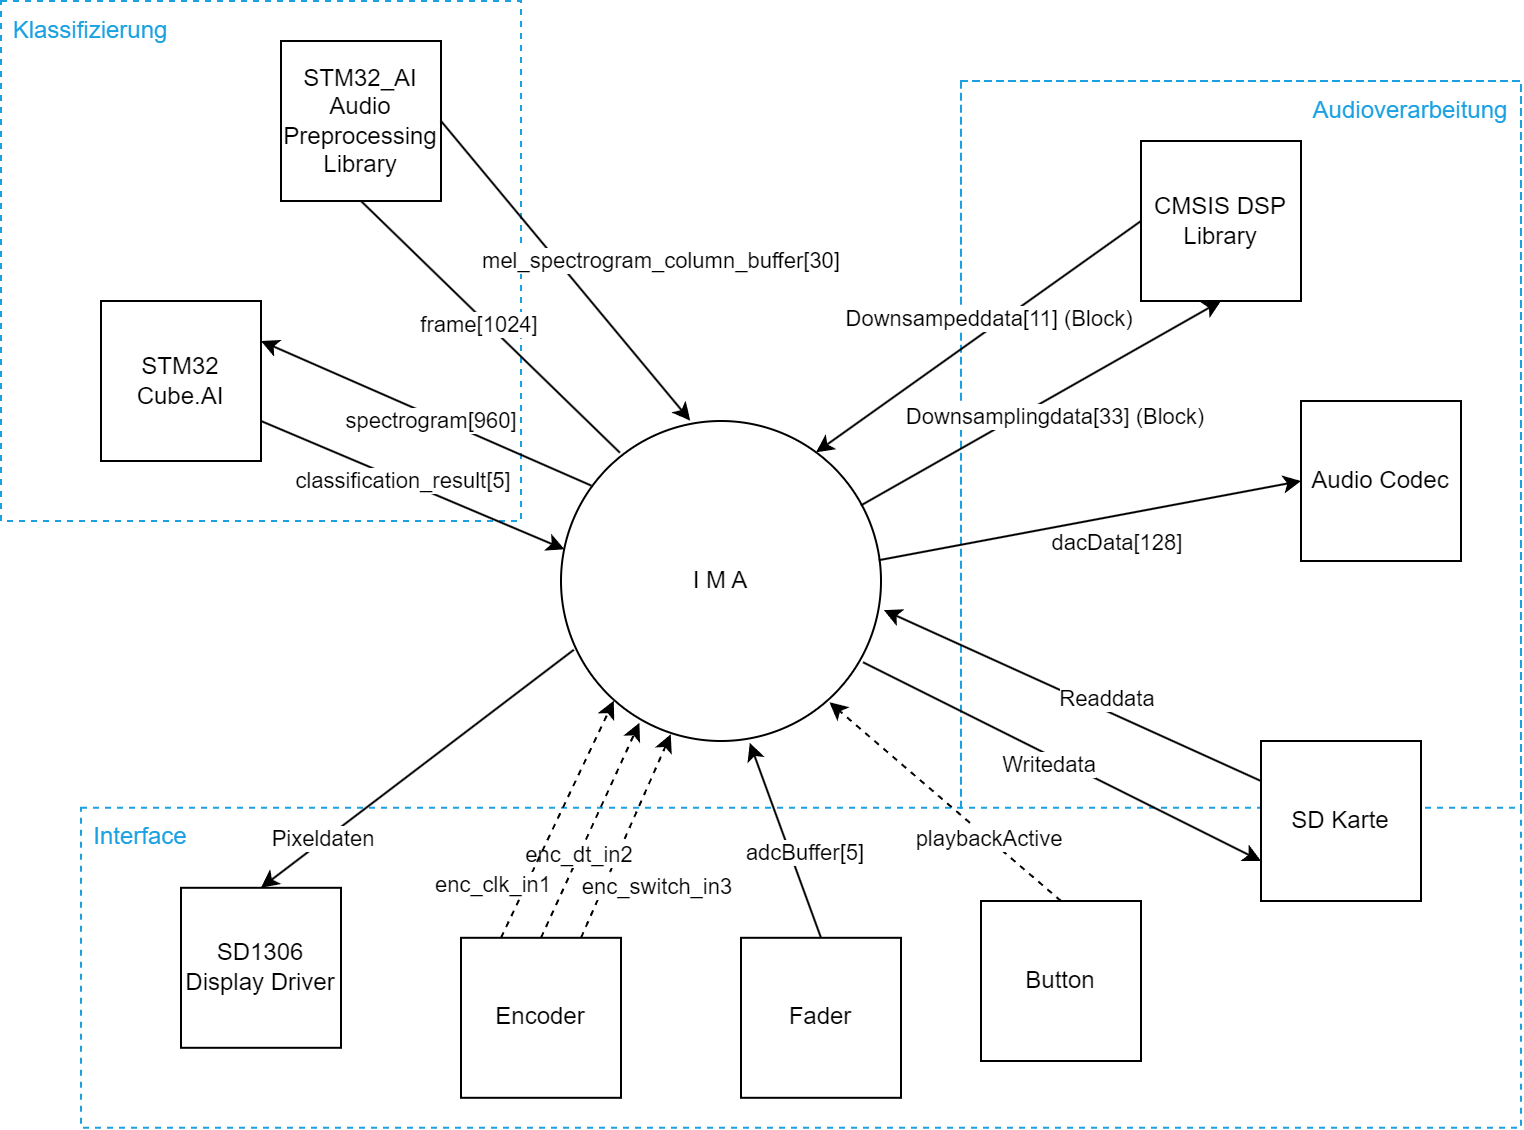 Klassifizierung
STM32_AI
Audio
Preprocessing
Library
Audioverarbeitung
CMSIS DSP
Library
mel_spectrogram_column_buffer[30]
frame[1024]
Downsampeddata[11] (Block)
STM32
Cube.AI
spectrogram[960]
Downsamplingdata[33] (Block)
classification_result[5]
Audio Codec
dacData[128]
I M A
Readdata
Writedata
SD Karte
Interface
Pixeldaten
enc_dt_in2
enc_clk_in1
enc_switch_in3
adcBuffer[5]
playbackActive
SD1306
Display Driver
Encoder
Fader
Button